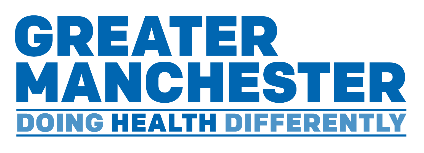 GREATER
MANCHESTER
DOING HEALTH DIFFERENTLY